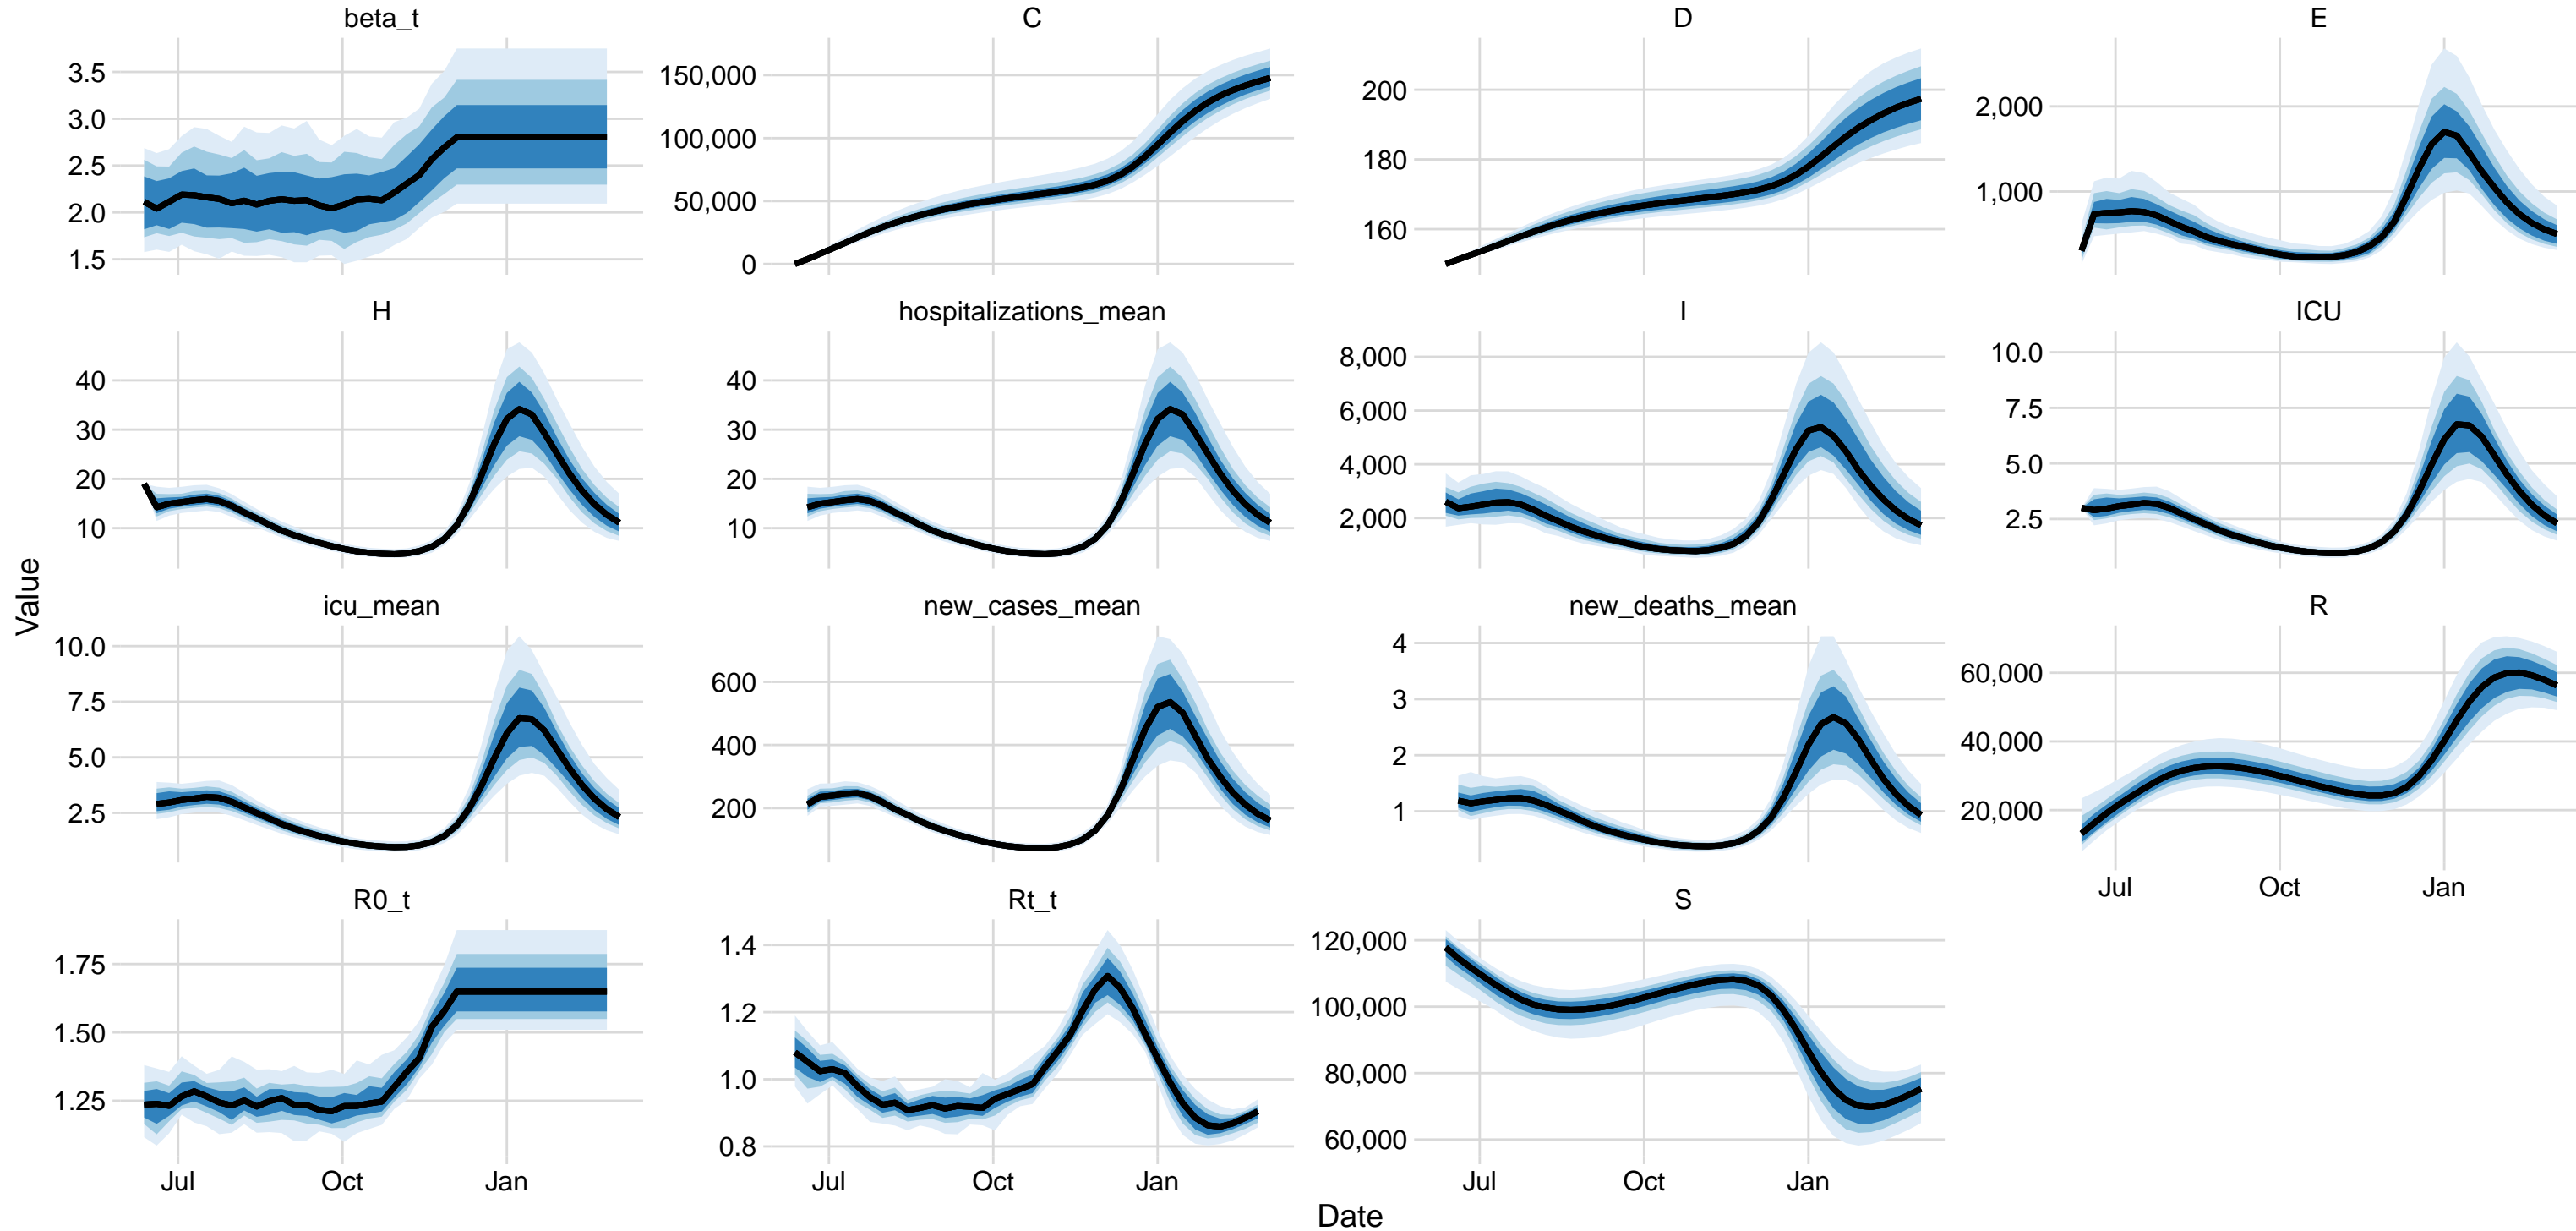 beta_t
C
D
E
3.5
3.0
2.5
2.0
1.5
150,000
100,000
50,000
0
200
180
160
2,000
1,000
H
hospitalizations_mean
I
ICU
40
30
20
10
40
30
20
10
8,000
6,000
4,000
2,000
10.0
7.5
5.0
2.5
Value
icu_mean
new_cases_mean
new_deaths_mean
R
10.0
7.5
5.0
2.5
600
400
200
4
3
2
1
60,000
40,000
20,000
Jul Oct Jan
R0_t
Rt_t
S
1.75
1.50
1.25
1.4
1.2
1.0
0.8
120,000
100,000
80,000
60,000
Jul Oct Jan
Jul Oct Jan
Jul Oct Jan
Date